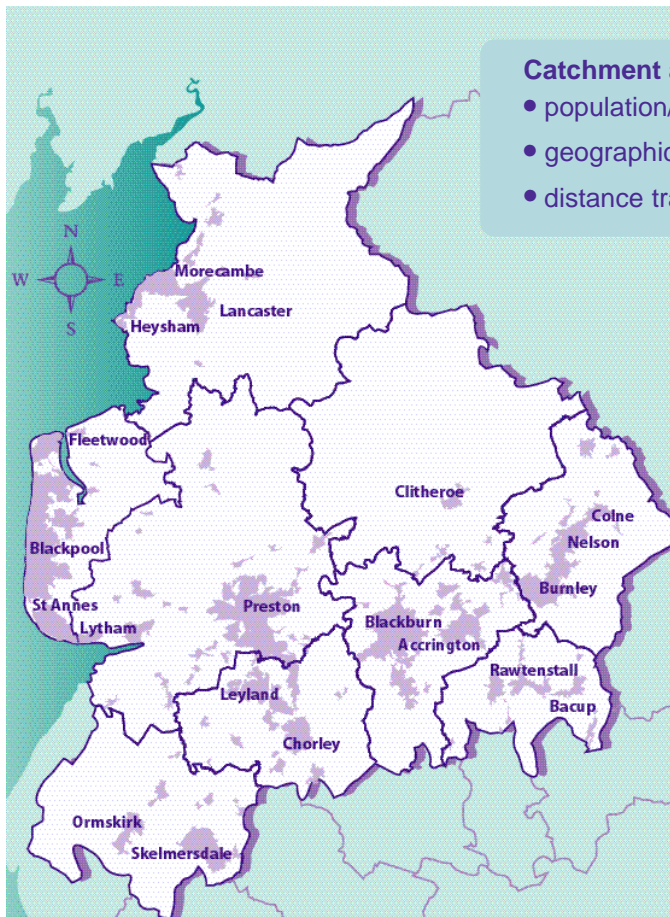 Catchment
• population/
• geographic
• distance tra
N
W E
S
Morecambe
Lancaster
Heysham
Fleetwood
Clitheroe
Colne
Nelson
Blackpool
Burnley
St Annes
Preston
Blackburn
Lytham
Accrington
Rawtenstall
Leyland
Bacup
Chorley
Ormskirk
Skelmersdale